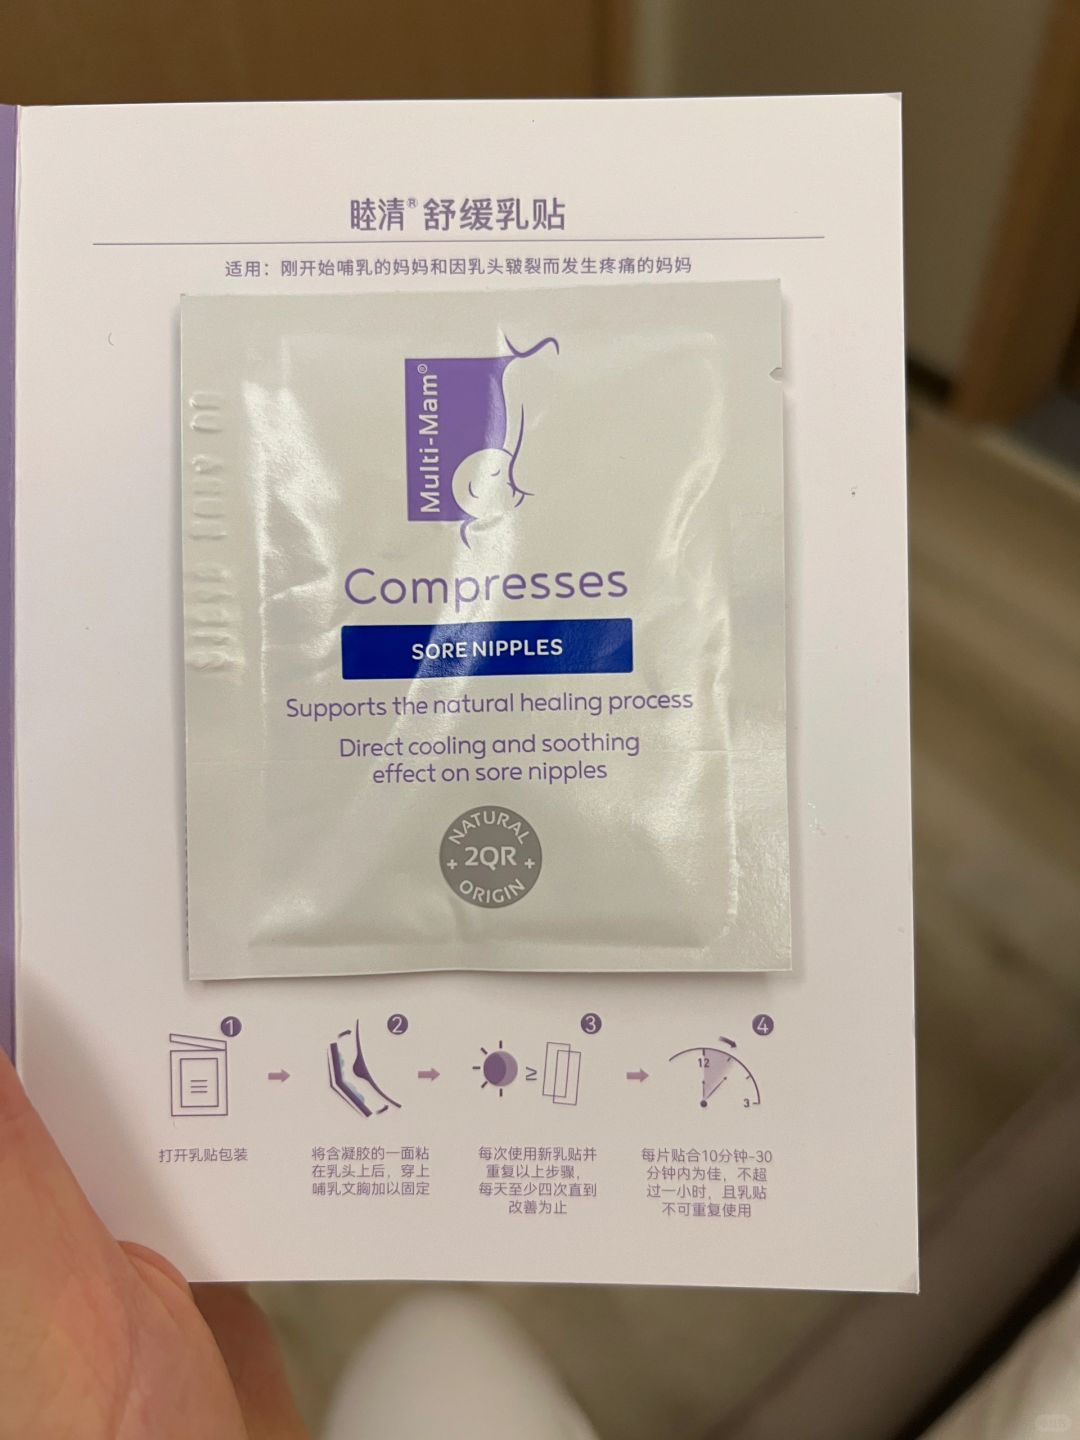 睦清®舒缓乳贴
适用：刚开始哺乳的妈妈和因乳头皲裂而发生疼痛的妈妈
Multi-Mam®
Compresses
SORE NIPPLES
Supports the natural healing process
Direct cooling and soothing
effect on sore nipples
NATURAL
+ 2QR +
ORIGIN
1
打开乳贴包装
2
将含凝胶的一面粘
在乳头上后，穿上
哺乳文胸加以固定
3
≥
每次使用新乳贴并
重复以上步骤，
每天至少四次直到
改善为止
4
12
3
每片贴合10分钟-30
分钟内为佳，不超
过一小时，且乳贴
不可重复使用